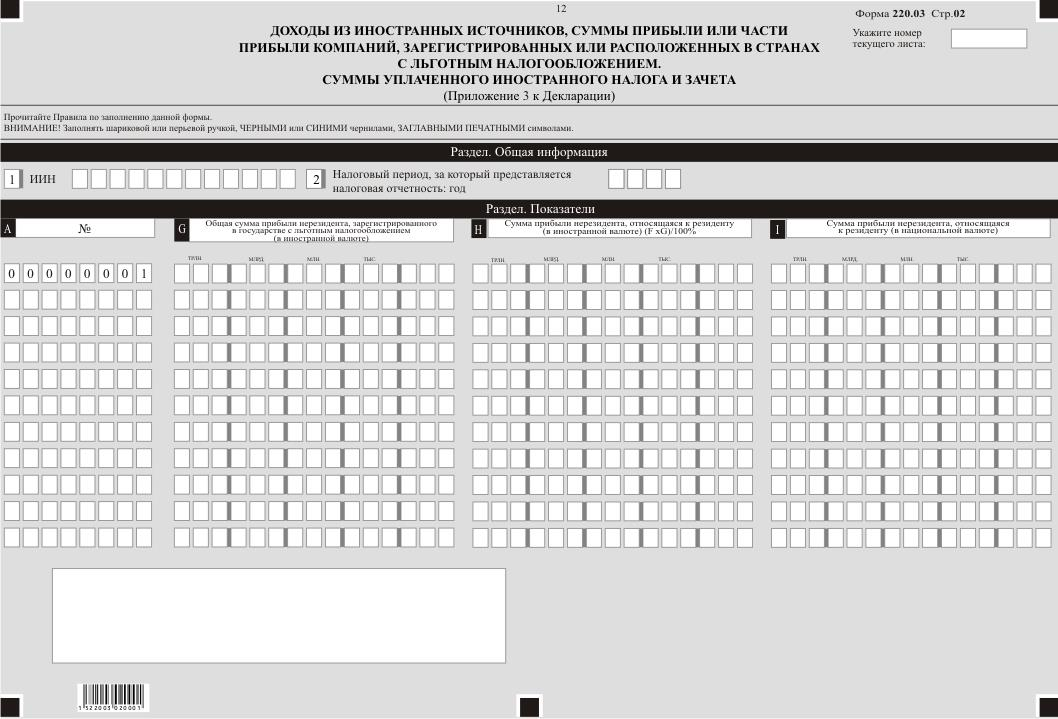 12
Форма 220.03 Стр.02
ДОХОДЫ ИЗ ИНОСТРАННЫХ ИСТОЧНИКОВ, СУММЫ ПРИБЫЛИ ИЛИ ЧАСТИ
ПРИБЫЛИ КОМПАНИЙ, ЗАРЕГИСТРИРОВАННЫХ ИЛИ РАСПОЛОЖЕННЫХ В СТРАНАХ
С ЛЬГОТНЫМ НАЛОГООБЛОЖЕНИЕМ.
СУММЫ УПЛАЧЕННОГО ИНОСТРАННОГО НАЛОГА И ЗАЧЕТА
(Приложение 3 к Декларации)
Укажите номер
текущего листа:
Прочитайте Правила по заполнению данной формы.
ВНИМАНИЕ! Заполнять шариковой или перьевой ручкой, ЧЕРНЫМИ или СИНИМИ чернилами, ЗАГЛАВНЫМИ ПЕЧАТНЫМИ символами.
Раздел. Общая информация
1 ИИН
2 Налоговый период, за который представляется
налоговая отчетность: год
Раздел. Показатели
A №
G Общая сумма прибыли нерезидента, зарегистрированного
в государстве с льготным налогообложением
(в иностранной валюте)
H Сумма прибыли нерезидента, относящаяся к резиденту
(в иностранной валюте) (F xG)/100%
I Сумма прибыли нерезидента, относящаяся
к резиденту (в национальной валюте)
ТРЛН. МЛРД. МЛН. ТЫС. ТРЛН. МЛРД. МЛН. ТЫС. ТРЛН. МЛРД. МЛН. ТЫС.
0 0 0 0 0 0 0 1
1 522003 020001